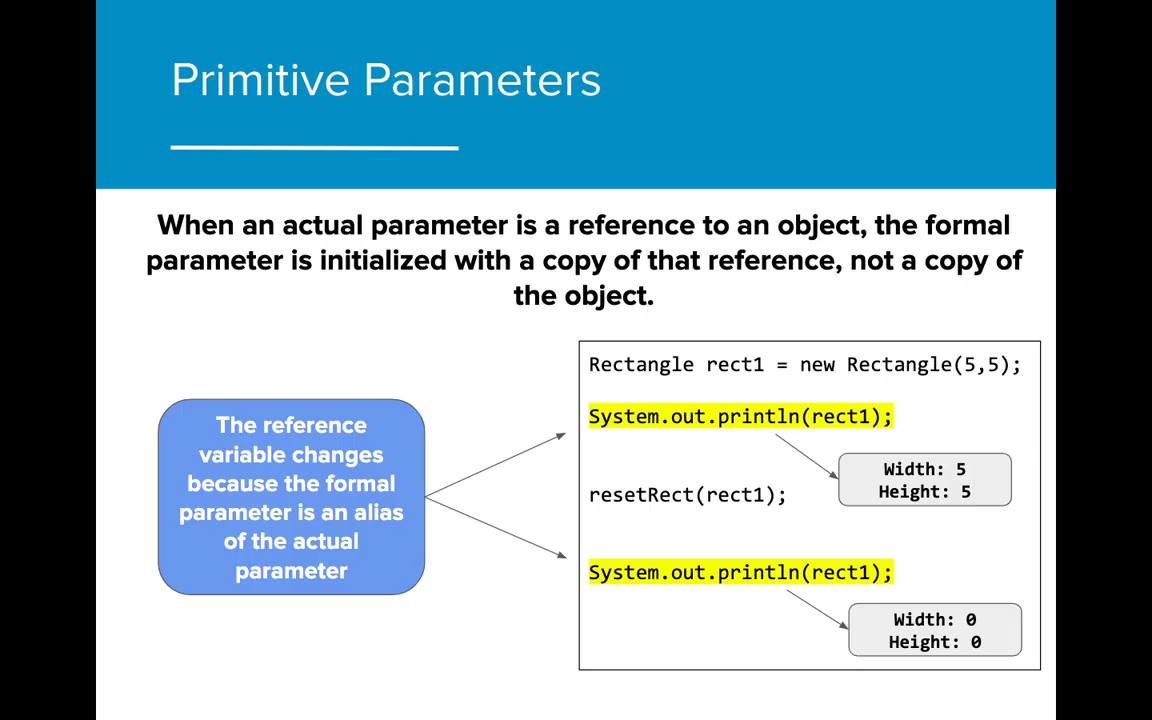 Primitive Parameters
When an actual parameter is a reference to an object, the formal
parameter is initialized with a copy of that reference, not a copy of
the object.
The reference
variable changes
because the formal
parameter is an alias
of the actual
parameter
Rectangle rect1 = new Rectangle(5,5);
System.out.println(rect1);
Width: 5
Height: 5
resetRect(rect1);
System.out.println(rect1);
Width: 0
Height: 0